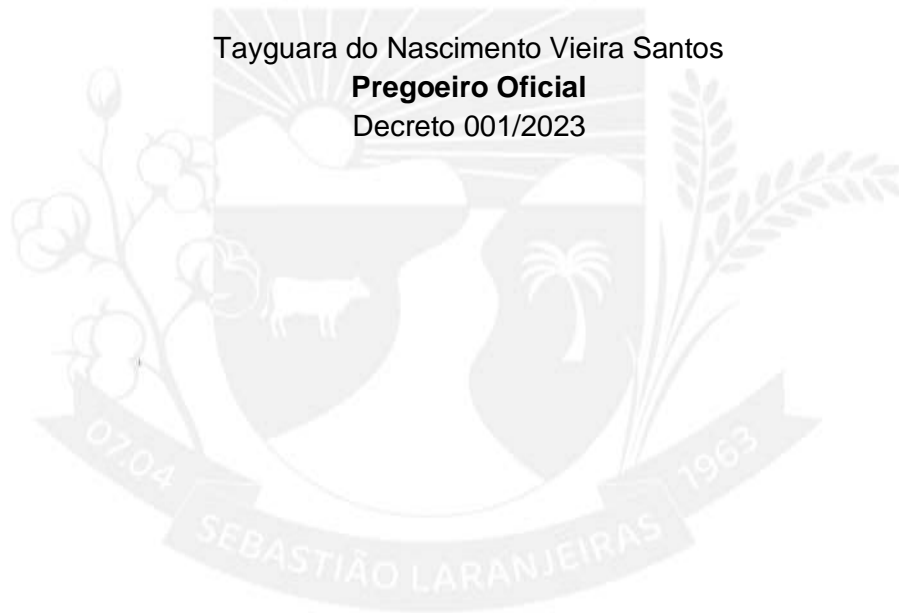 Tayguara do Nascimento Vieira Santos
Pregoeiro Oficial
Decreto 001/2023
07.04
1963
SEBASTIÃO LARANJEIRAS